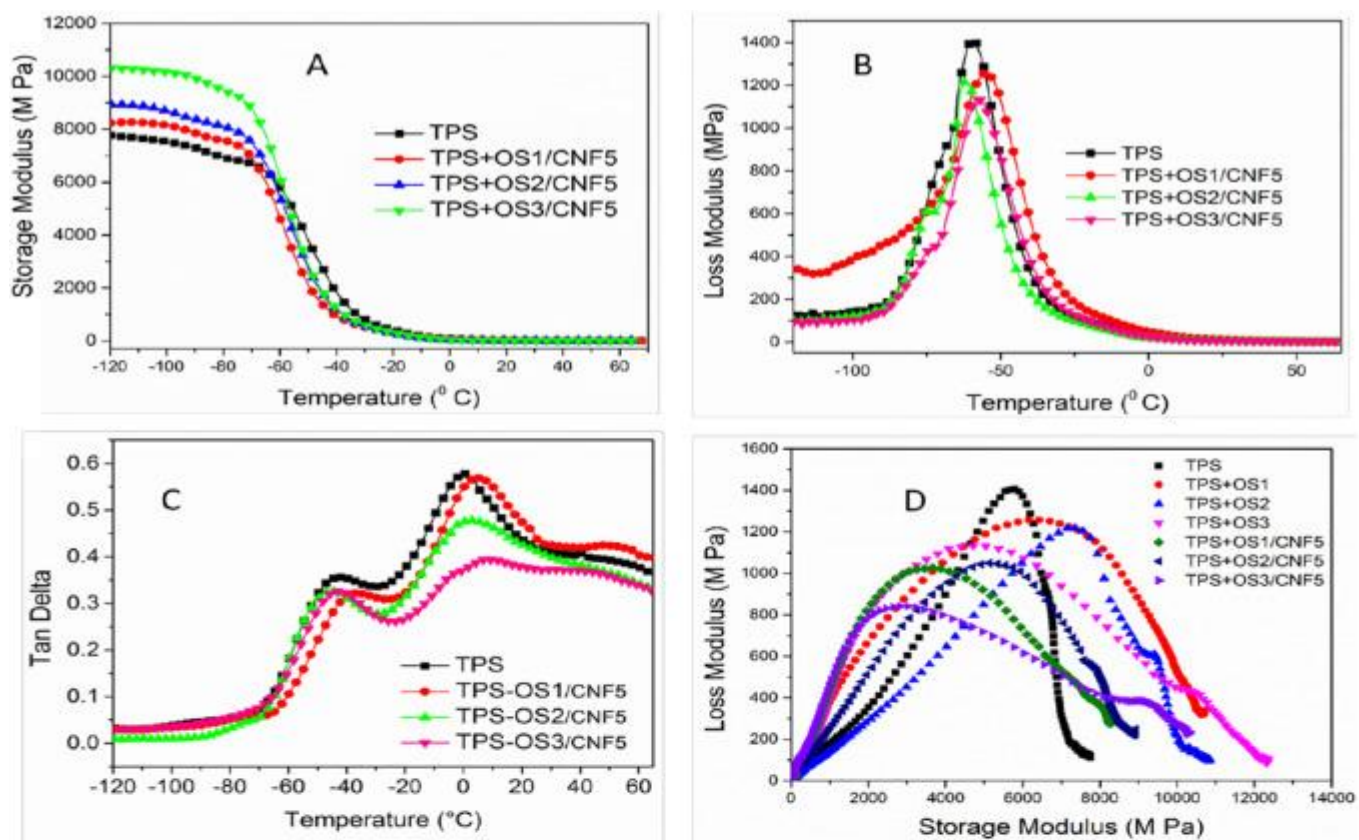 A
Storage Modulus (M Pa)
12000
10000
8000
6000
4000
2000
0
TPS
TPS+OS1/CNF5
TPS+OS2/CNF5
TPS+OS3/CNF5
-120 -100 -80 -60 -40 -20 0 20 40 60
Temperature (⁰ C)
B
Loss Modulus (MPa)
1400
1200
1000
800
600
400
200
0
TPS
TPS+OS1/CNF5
TPS+OS2/CNF5
TPS+OS3/CNF5
-100 -50 0 50
Temperature (⁰ C)
C
Tan Delta
0.6
0.5
0.4
0.3
0.2
0.1
0.0
TPS
TPS-OS1/CNF5
TPS-OS2/CNF5
TPS-OS3/CNF5
-120 -100 -80 -60 -40 -20 0 20 40 60
Temperature (°C)
D
Loss Modulus (M Pa)
1600
1400
1200
1000
800
600
400
200
0
TPS
TPS+OS1
TPS+OS2
TPS+OS3
TPS+OS1/CNF5
TPS+OS2/CNF5
TPS+OS3/CNF5
0 2000 4000 6000 8000 10000 12000 14000
Storage Modulus (M Pa)